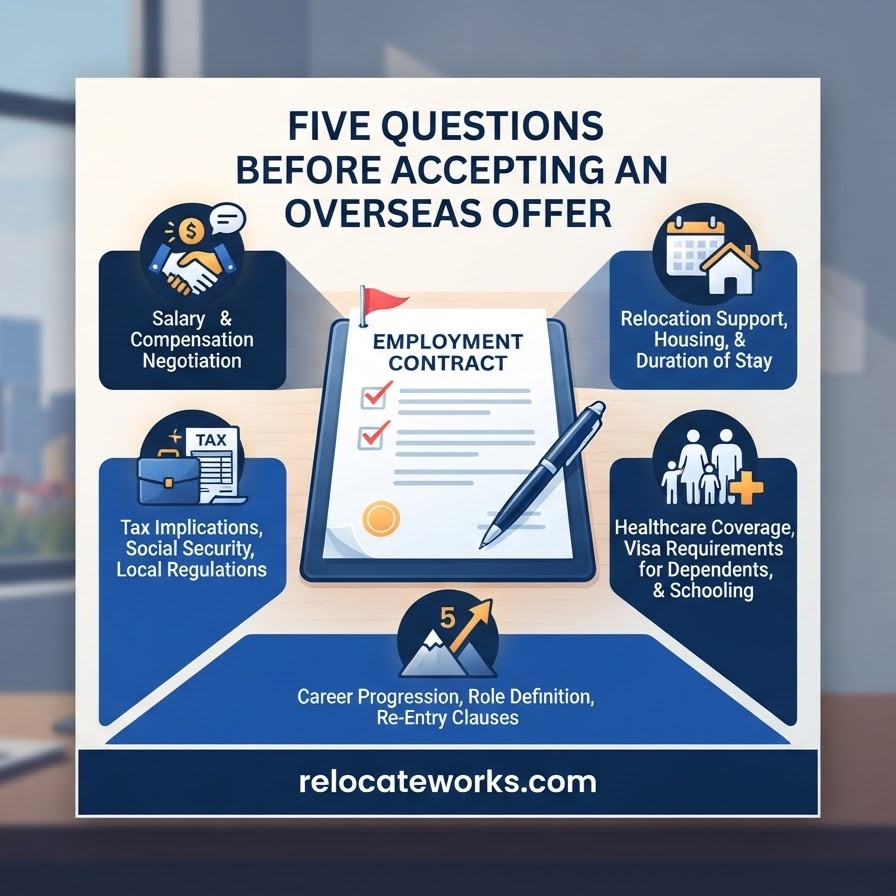 FIVE QUESTIONS
BEFORE ACCEPTING AN
OVERSEAS OFFER
$
Salary &
Compensation
Negotiation
Relocation Support,
Housing, &
Duration of Stay
EMPLOYMENT
CONTRACT
TAX
Tax Implications,
Social Security,
Local Regulations
Healthcare Coverage,
Visa Requirements
for Dependents,
& Schooling
5
Career Progression, Role Definition,
Re-Entry Clauses
relocateworks.com